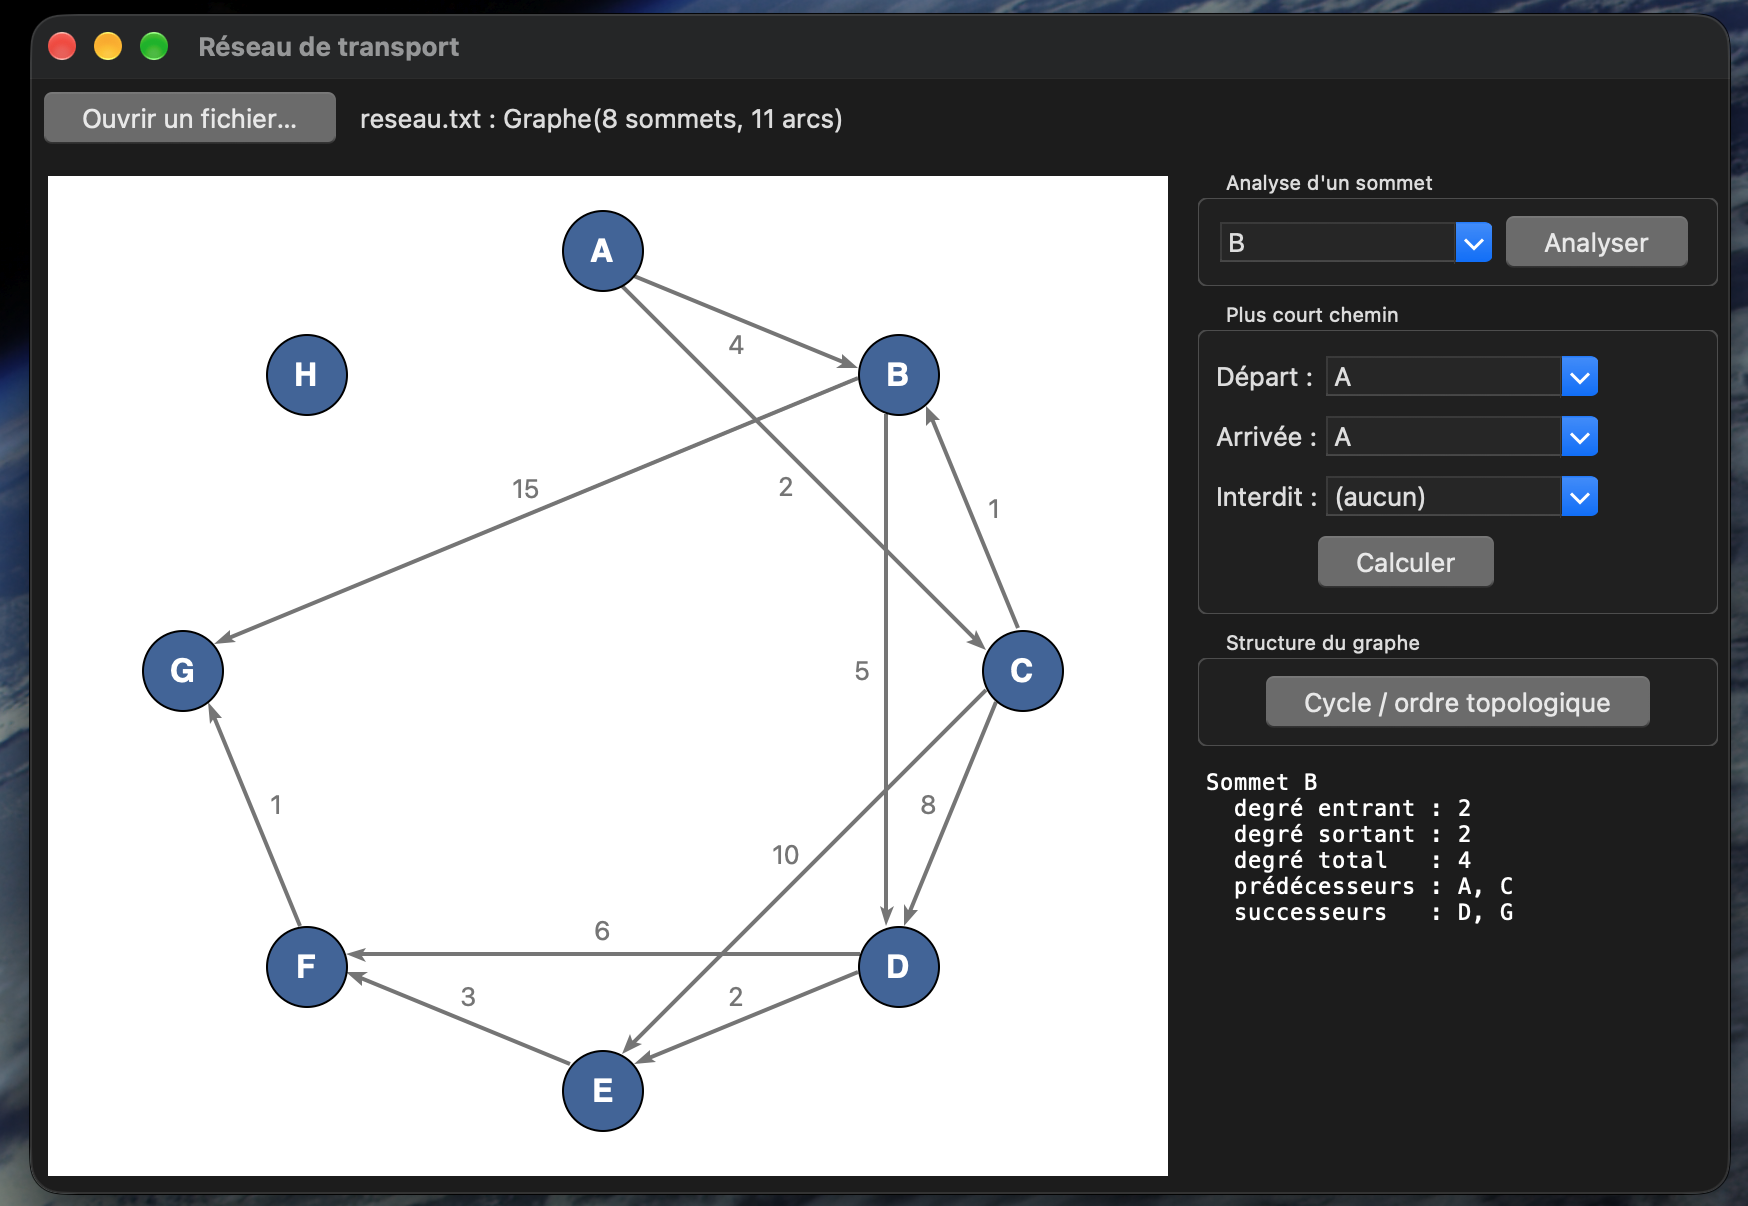 Réseau de transport
Ouvrir un fichier...
reseau.txt : Graphe(8 sommets, 11 arcs)
Analyse d'un sommet
B
Analyser
Plus court chemin
Départ :
A
Arrivée :
A
Interdit :
(aucun)
Calculer
Structure du graphe
Cycle / ordre topologique
Sommet B
degré entrant : 2
degré sortant : 2
degré total : 4
prédécesseurs : A, C
successeurs : D, G
A
4
H
B
15
2
1
G
5
C
1
8
10
6
F
3
2
D
E